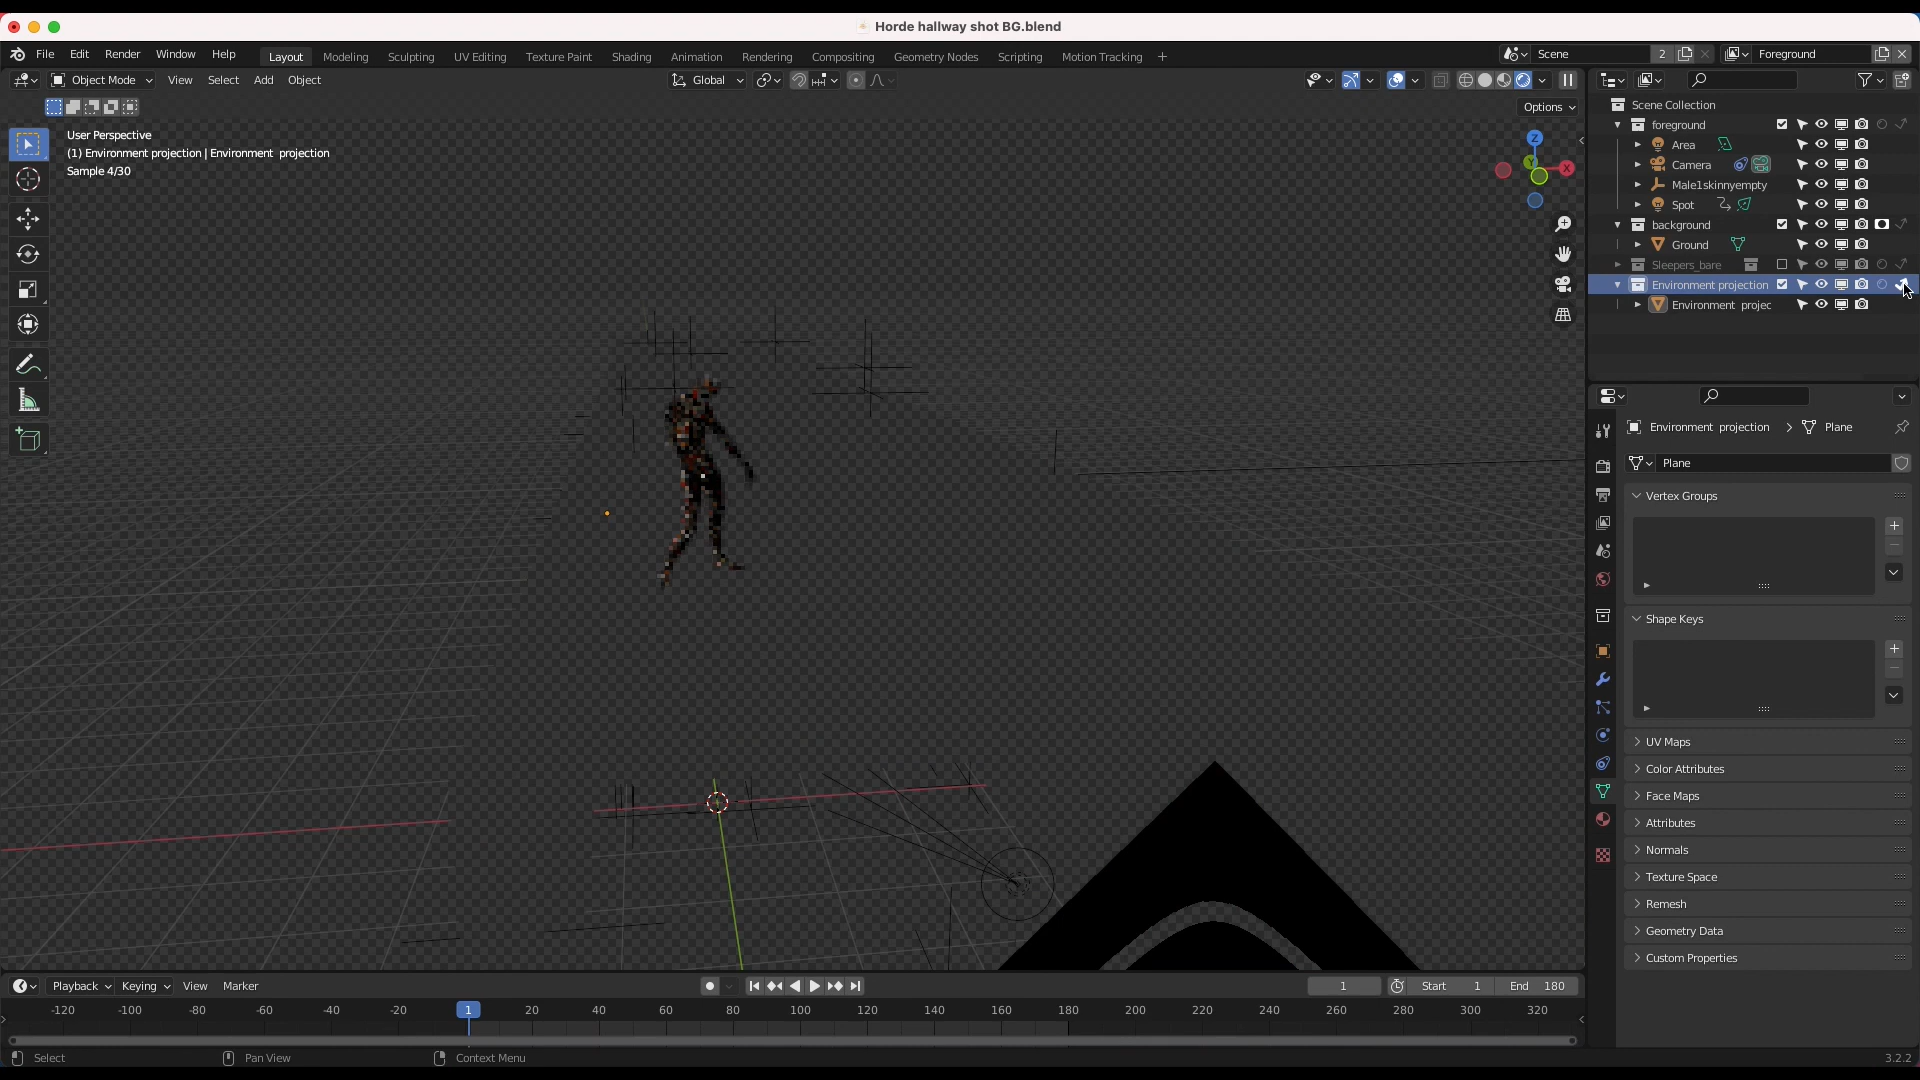 Horde hallway shot BG.blend
File Edit Render Window Help Layout Modeling Sculpting UV Editing Texture Paint Shading Animation Rendering Compositing Geometry Nodes Scripting Motion Tracking + Scene 2 Foreground
Object Mode View Select Add Object Global
Options
User Perspective
(1) Environment projection | Environment projection
Sample 4/30
Z
Y
X
Scene Collection
foreground
Area
Camera
Male1skinnyempty
Spot
background
Ground
Sleepers_bare
Environment projection
Environment projec
Environment projection > Plane
Plane
Vertex Groups
Shape Keys
UV Maps
Color Attributes
Face Maps
Attributes
Normals
Texture Space
Remesh
Geometry Data
Custom Properties
Playback Keying View Marker 1 Start 1 End 180
-120 -100 -80 -60 -40 -20 1 20 40 60 80 100 120 140 160 180 200 220 240 260 280 300 320
Select Pan View Context Menu 3.2.2